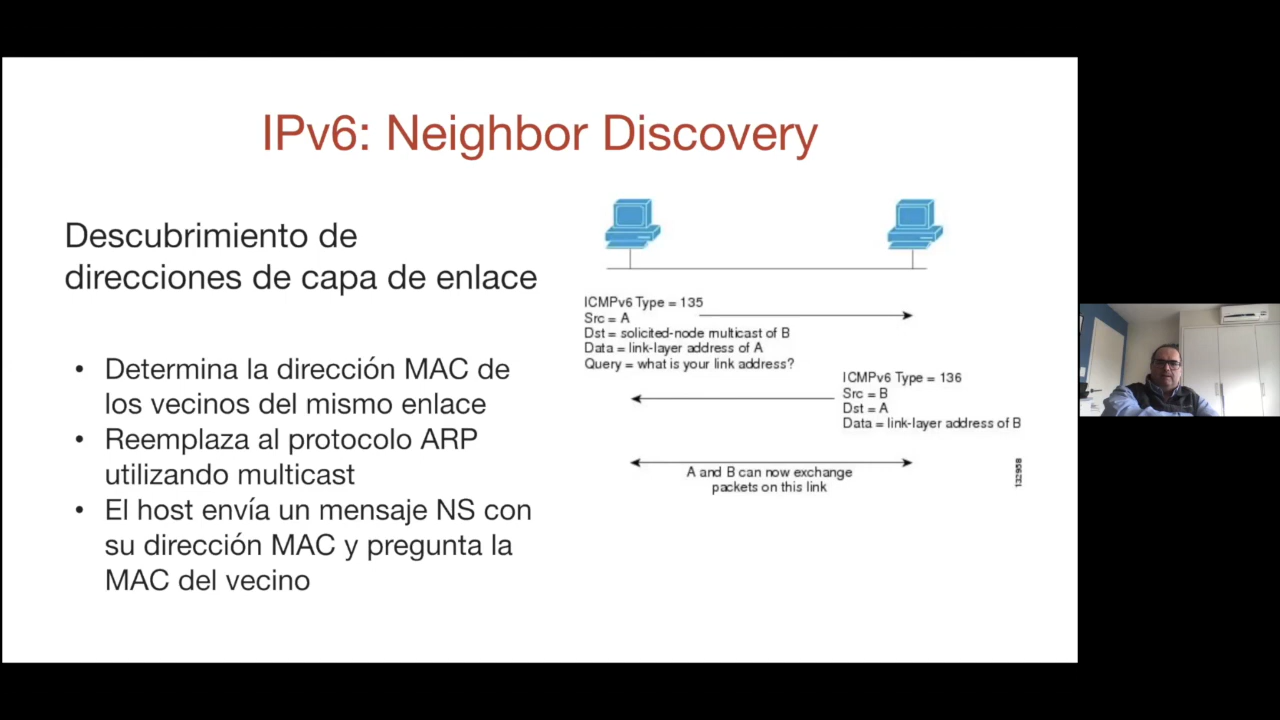 IPv6: Neighbor Discovery
Descubrimiento de
direcciones de capa de enlace
• Determina la dirección MAC de
los vecinos del mismo enlace
• Reemplaza al protocolo ARP
utilizando multicast
• El host envía un mensaje NS con
su dirección MAC y pregunta la
MAC del vecino
ICMPv6 Type = 135
Src = A
Dst = solicited-node multicast of B
Data = link-layer address of A
Query = what is your link address?
ICMPv6 Type = 136
Src = B
Dst = A
Data = link-layer address of B
A and B can now exchange
packets on this link
132958